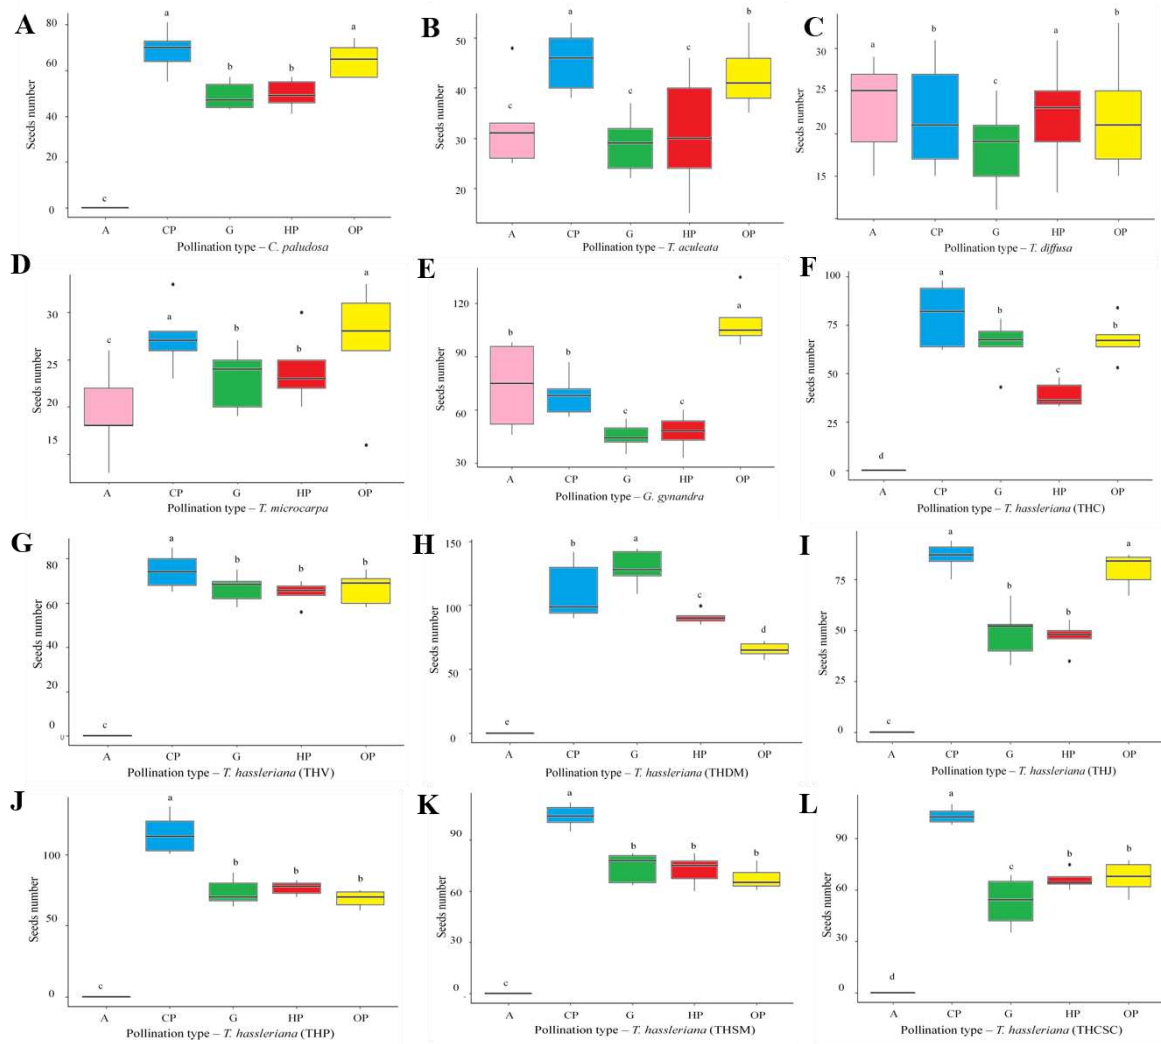 A
Seeds number
80
60
40
20
0
c
a
b
b
a
A CP G HP OP
Pollination type – C. paludosa
B
Seeds number
50
40
30
20
c
a
c
c
b
A CP G HP OP
Pollination type – T. aculeata
C
Seeds number
30
25
20
15
a
b
c
a
b
A CP G HP OP
Pollination type – T. diffusa
D
Seeds number
30
25
20
15
c
a
b
b
a
A CP G HP OP
Pollination type – T. microcarpa
E
Seeds number
120
90
60
30
b
b
c
c
a
A CP G HP OP
Pollination type – G. gynandra
F
Seeds number
100
75
50
25
0
d
a
b
c
b
A CP G HP OP
Pollination type – T. hassleriana (THC)
G
Seeds number
80
60
40
20
0
c
a
b
b
b
A CP G HP OP
Pollination type – T. hassleriana (THV)
H
Seeds number
150
100
50
0
e
b
a
c
d
A CP G HP OP
Pollination type – T. hassleriana (THDM)
I
Seeds number
75
50
25
0
c
a
b
b
a
A CP G HP OP
Pollination type – T. hassleriana (THJ)
J
Seeds number
100
50
0
c
a
b
b
b
A CP G HP OP
Pollination type – T. hassleriana (THP)
K
Seeds number
90
60
30
0
c
a
b
b
b
A CP G HP OP
Pollination type – T. hassleriana (THSM)
L
Seeds number
90
60
30
0
d
a
c
b
b
A CP G HP OP
Pollination type – T. hassleriana (THCSC)